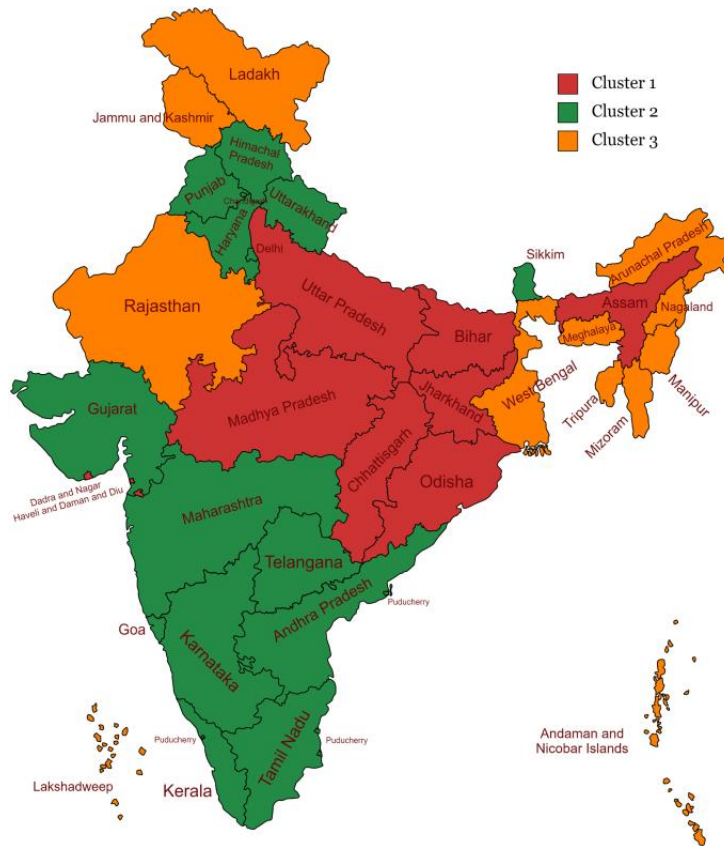 Ladakh
Jammu and Kashmir
Cluster 1
Cluster 2
Cluster 3
Himachal
Pradesh
Punjab
Chandigarh
Uttarakhand
Haryana
Delhi
Sikkim
Arunachal Pradesh
Assam
Nagaland
Meghalaya
Manipur
Tripura
Mizoram
Rajasthan
Uttar Pradesh
Bihar
West Bengal
Jharkhand
Gujarat
Madhya Pradesh
Chhattisgarh
Odisha
Dadra and Nagar
Haveli and Daman and Diu
Maharashtra
Telangana
Andhra Pradesh
Puducherry
Goa
Karnataka
Puducherry
Tamil Nadu
Puducherry
Andaman and
Nicobar Islands
Lakshadweep
Kerala